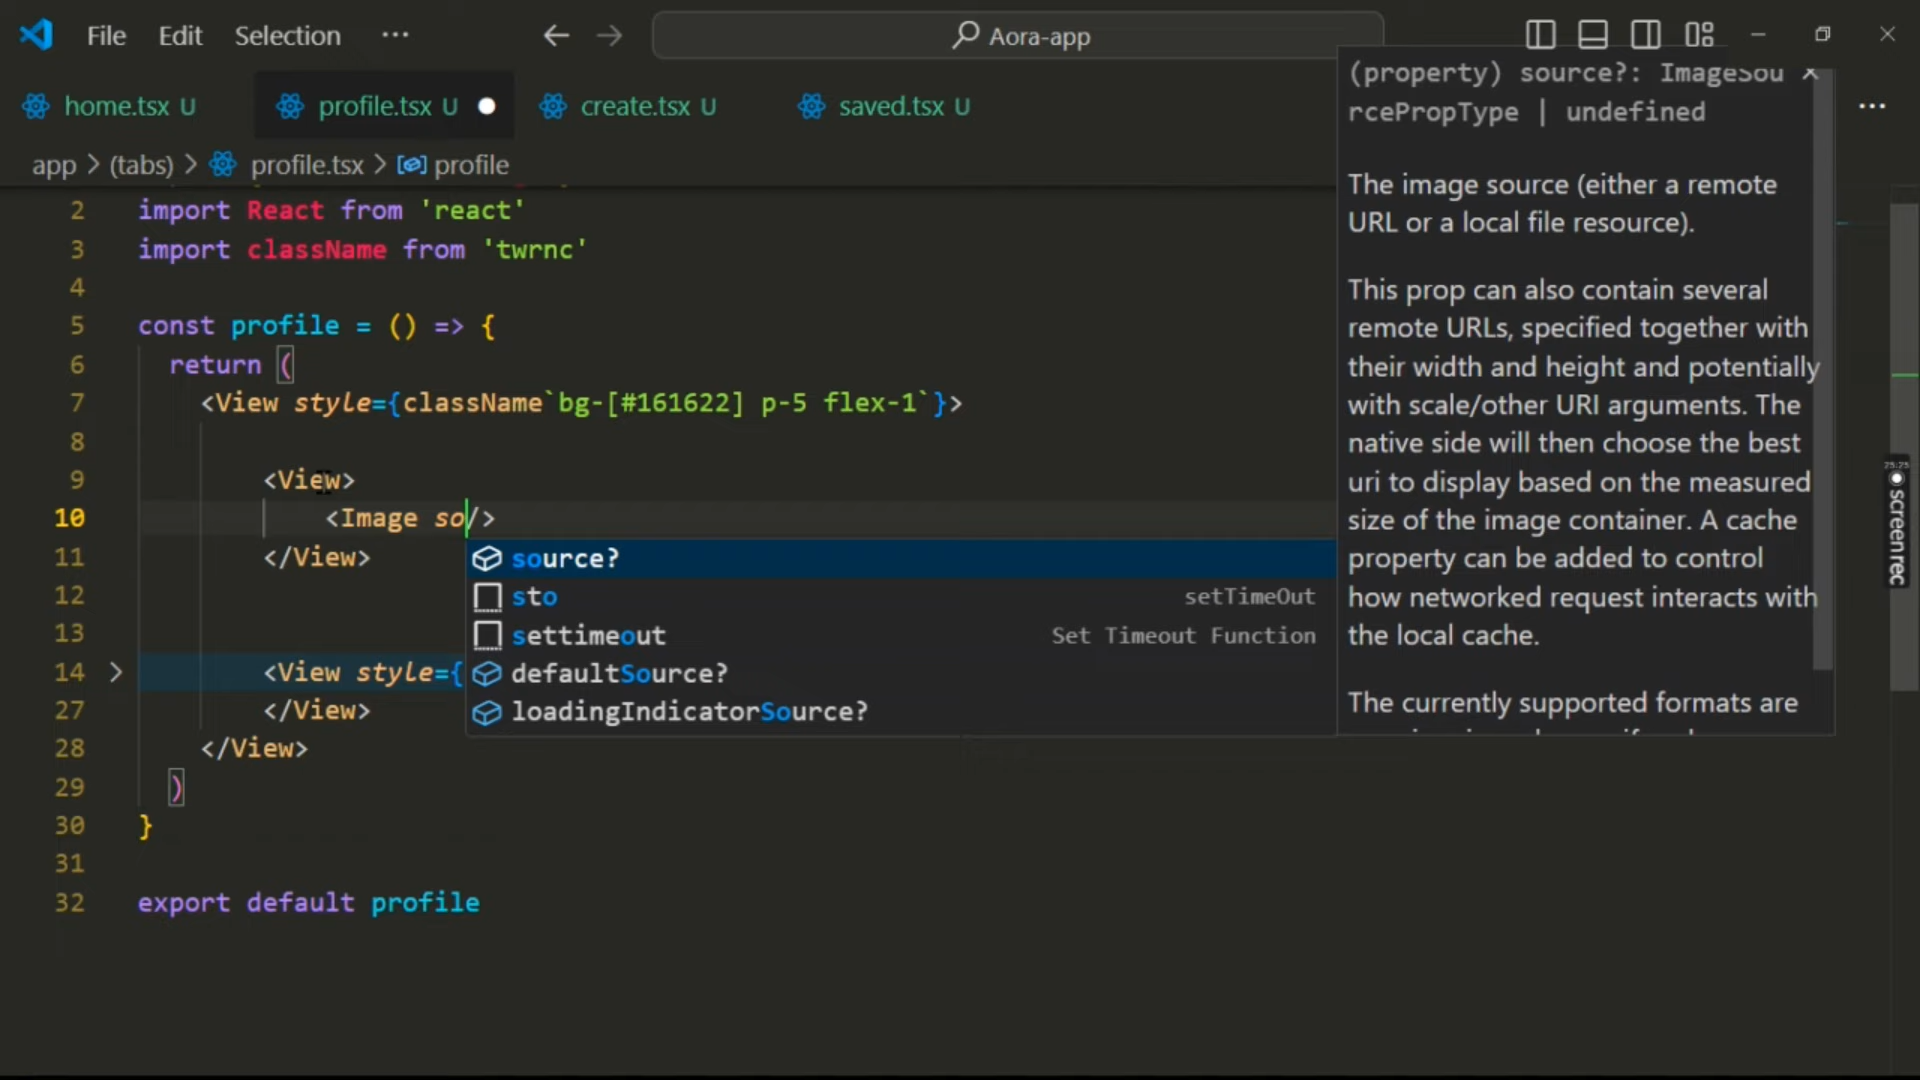 File Edit Selection ··· Aora-app
home.tsx U profile.tsx U create.tsx U saved.tsx U ···
app > (tabs) > profile.tsx > profile
2 import React from 'react'
3 import className from 'twrnc'
4
5 const profile = () => {
6 return (
7 <View style={className`bg-[#161622] p-5 flex-1`}>
8
9 <View>
10 <Image so/>
11 </View>
12
13
14 > <View style={
27 </View>
28 </View>
29 )
30 }
31
32 export default profile
source?
sto setTimeOut
settimeout Set Timeout Function
defaultSource?
loadingIndicatorSource?
(property) source?: ImageSou
rcePropType | undefined
The image source (either a remote
URL or a local file resource).
This prop can also contain several
remote URLs, specified together with
their width and height and potentially
with scale/other URI arguments. The
native side will then choose the best
uri to display based on the measured
size of the image container. A cache
property can be added to control
how networked request interacts with
the local cache.
The currently supported formats are
25:25
screenrec